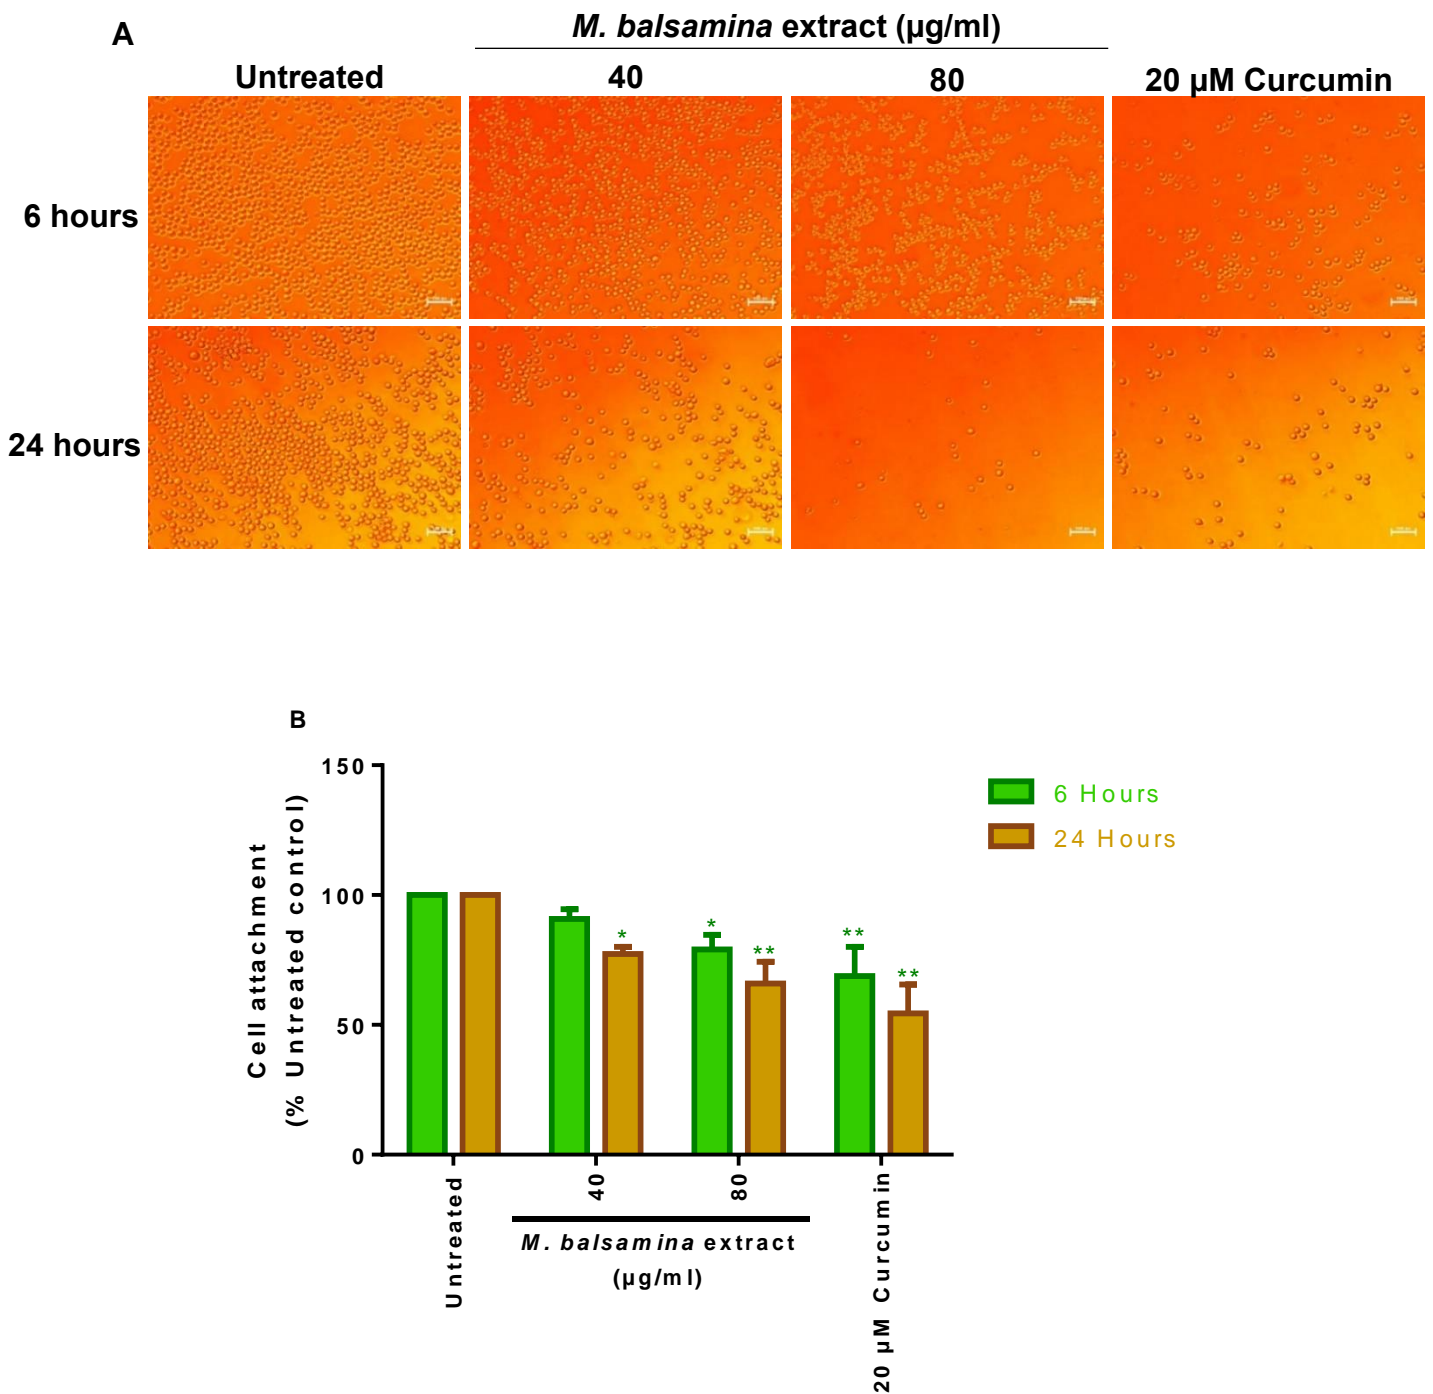 A
M. balsamina extract (µg/ml)
Untreated
40
80
20 µM Curcumin
6 hours
24 hours
B
Cell attachment
(% Untreated control)
150
100
50
0
6 Hours
24 Hours
*
*
**
**
**
Untreated
40
80
20 µM Curcumin
M. balsamina extract
(µg/ml)